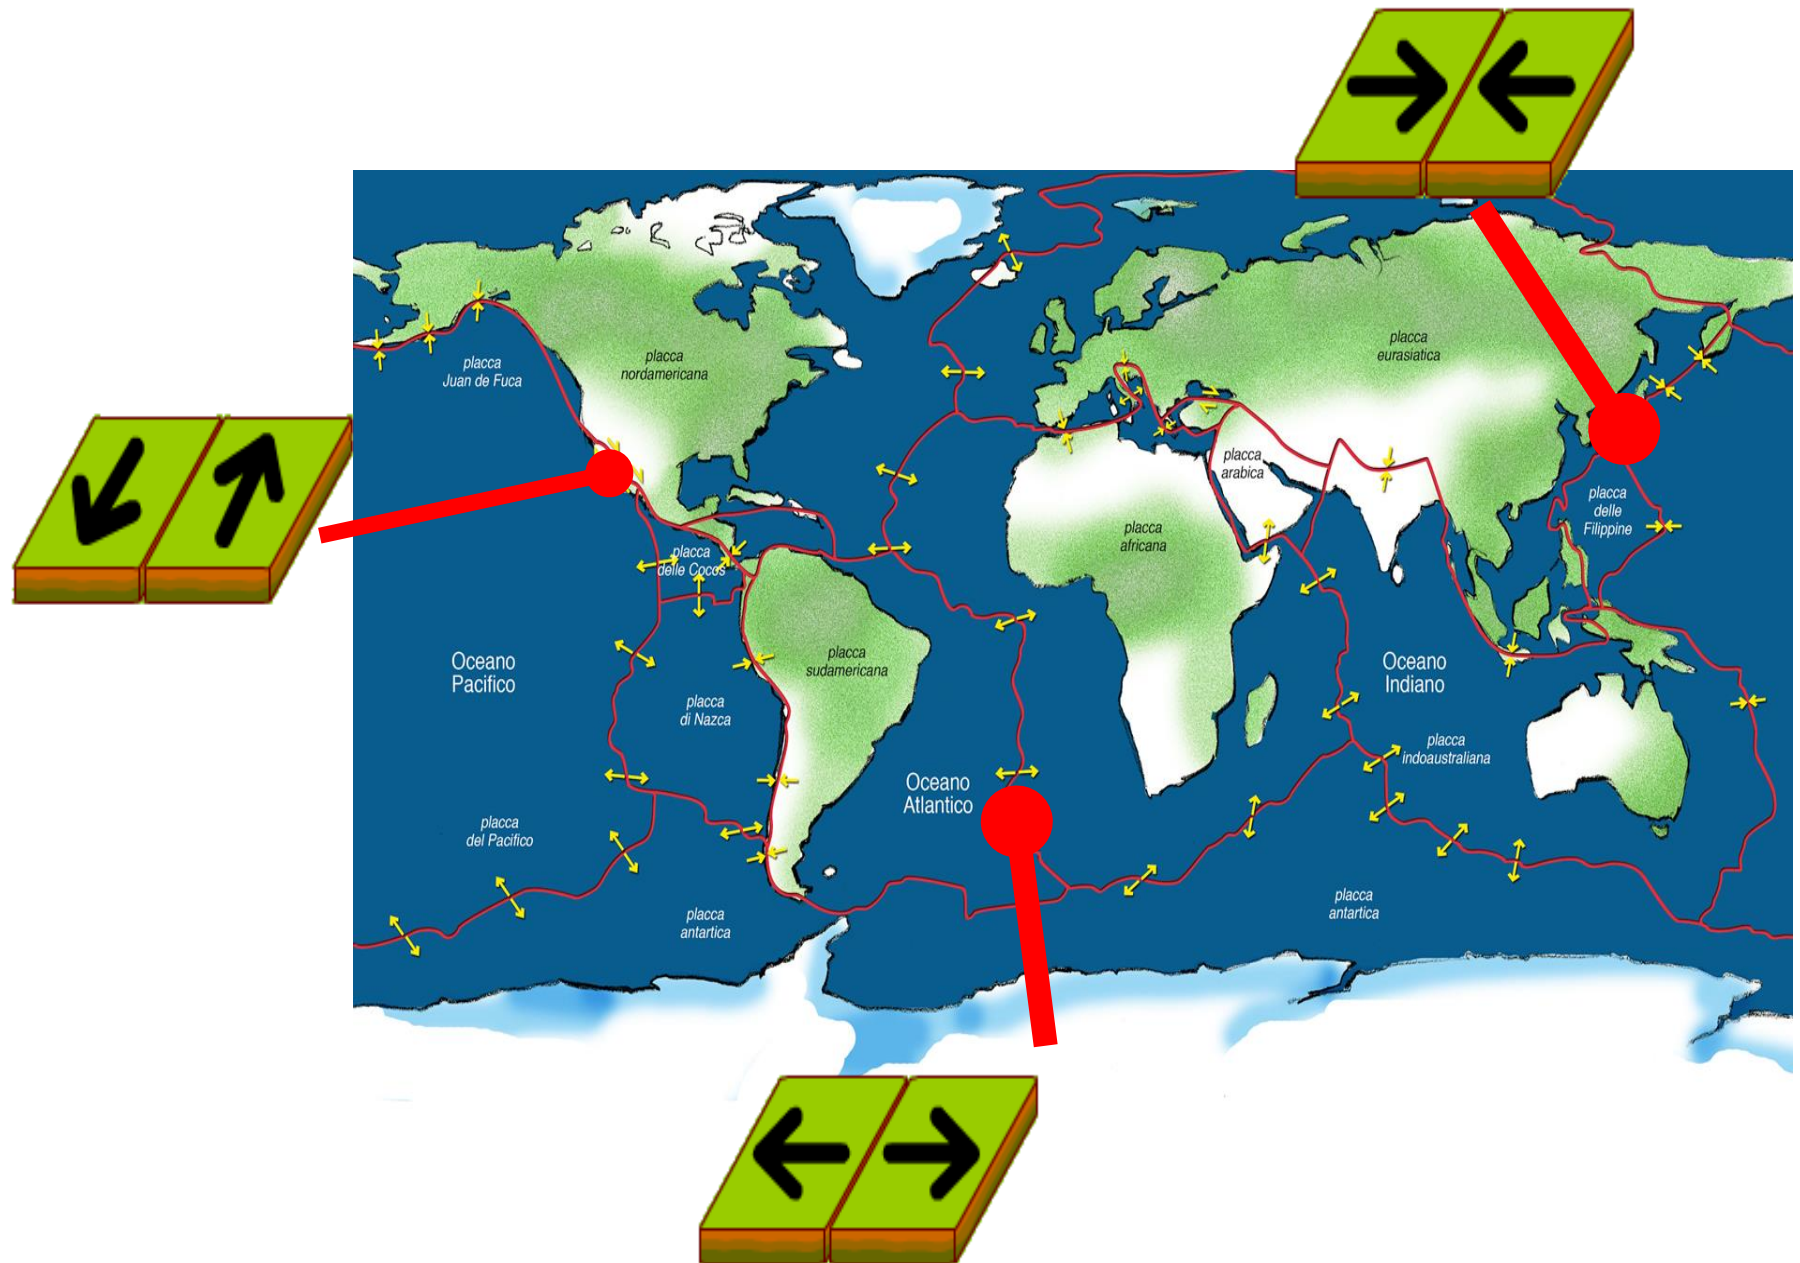 placca
Juan de Fuca
placca
nordamericana
placca
eurasiatica
placca
arabica
placca
delle
Filippine
placca
africana
placca
delle Cocos
Oceano
Pacifico
placca
sudamericana
Oceano
Indiano
placca
di Nazca
placca
indoaustraliana
Oceano
Atlantico
placca
del Pacifico
placca
antartica
placca
antartica